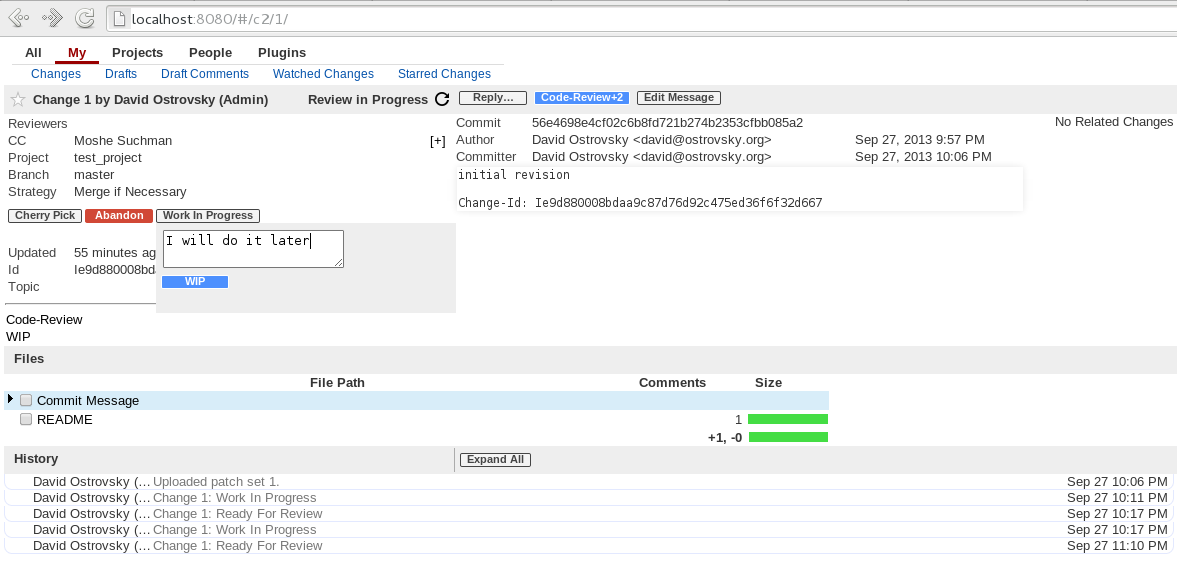 localhost:8080/#/c2/1/
All My Projects People Plugins
Changes Drafts Draft Comments Watched Changes Starred Changes
Change 1 by David Ostrovsky (Admin) Review in Progress Reply... Code-Review+2 Edit Message
Reviewers
CC Moshe Suchman [+]
Project test_project
Branch master
Strategy Merge if Necessary
Cherry Pick Abandon Work In Progress
I will do it later
WIP
Updated 55 minutes ag
Id Ie9d880008bda
Topic
Code-Review
WIP
Commit 56e4698e4cf02c6b8fd721b274b2353cfbb085a2
Author David Ostrovsky <david@ostrovsky.org> Sep 27, 2013 9:57 PM
Committer David Ostrovsky <david@ostrovsky.org> Sep 27, 2013 10:06 PM
initial revision
Change-Id: Ie9d880008bdaa9c87d76d92c475ed36f6f32d667
No Related Changes
Files
File Path Comments Size
Commit Message
README 1
+1, -0
History Expand All
David Ostrovsky (... Uploaded patch set 1. Sep 27 10:06 PM
David Ostrovsky (... Change 1: Work In Progress Sep 27 10:11 PM
David Ostrovsky (... Change 1: Ready For Review Sep 27 10:17 PM
David Ostrovsky (... Change 1: Work In Progress Sep 27 10:17 PM
David Ostrovsky (... Change 1: Ready For Review Sep 27 11:10 PM